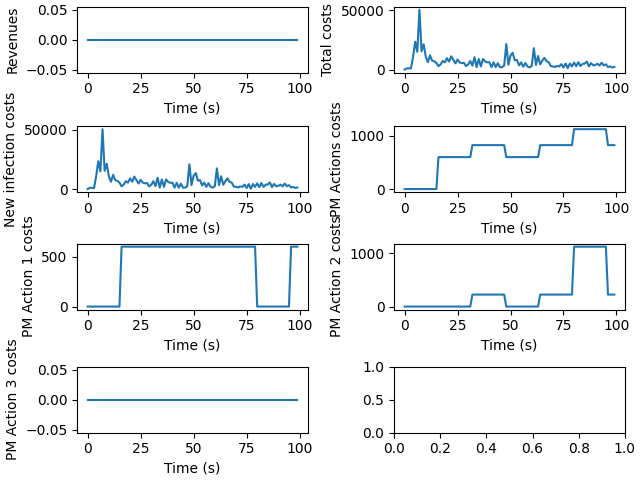 Revenues
0.05
0.00
−0.05
0 25 50 75 100
Time (s)
Total costs
50000
0
0 25 50 75 100
Time (s)
New infection costs
50000
0
0 25 50 75 100
Time (s)
PM Actions costs
1000
0
0 25 50 75 100
Time (s)
PM Action 1 costs
500
0
0 25 50 75 100
Time (s)
PM Action 2 costs
1000
0
0 25 50 75 100
Time (s)
PM Action 3 costs
0.05
0.00
−0.05
0 25 50 75 100
Time (s)
1.0
0.5
0.0
0.0 0.2 0.4 0.6 0.8 1.0